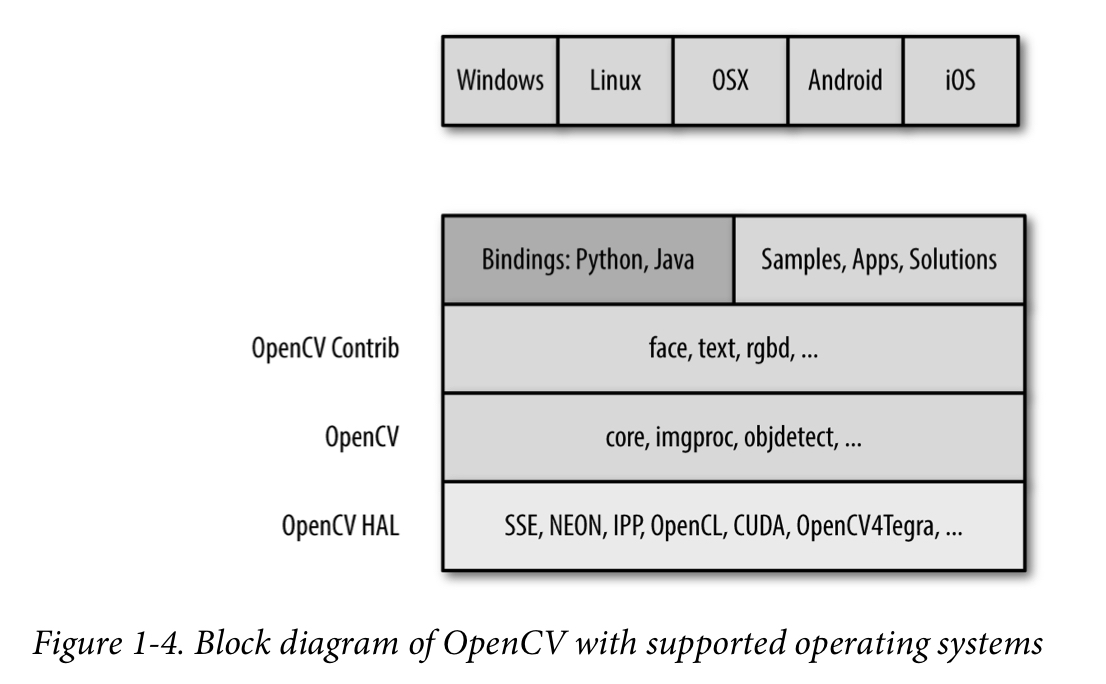 Windows Linux OSX Android iOS
Bindings: Python, Java Samples, Apps, Solutions
OpenCV Contrib face, text, rgbd, ...
OpenCV core, imgproc, objdetect, ...
OpenCV HAL SSE, NEON, IPP, OpenCL, CUDA, OpenCV4Tegra, ...
Figure 1-4. Block diagram of OpenCV with supported operating systems